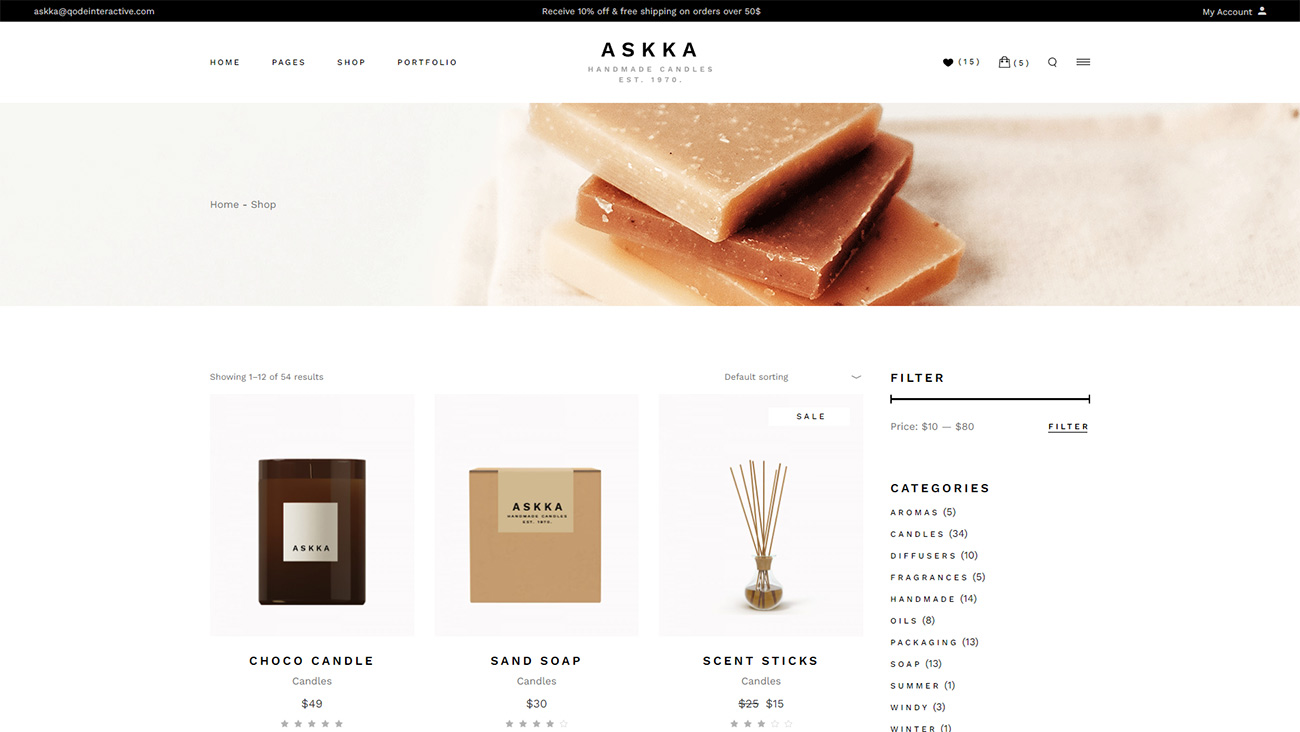 askka@qodeinteractive.com
Receive 10% off & free shipping on orders over 50$
My Account
HOME PAGES SHOP PORTFOLIO
ASKKA
HANDMADE CANDLES
EST. 1970.
(15) (5)
Home - Shop
Showing 1–12 of 54 results
Default sorting
SALE
ASKKA
ASKKA
HANDMADE CANDLES
EST. 1970.
CHOCO CANDLE
Candles
$49
SAND SOAP
Candles
$30
SCENT STICKS
Candles
$25 $15
FILTER
Price: $10 — $80
FILTER
CATEGORIES
AROMAS (5)
CANDLES (34)
DIFFUSERS (10)
FRAGRANCES (5)
HANDMADE (14)
OILS (8)
PACKAGING (13)
SOAP (13)
SUMMER (1)
WINDY (3)
WINTER (1)